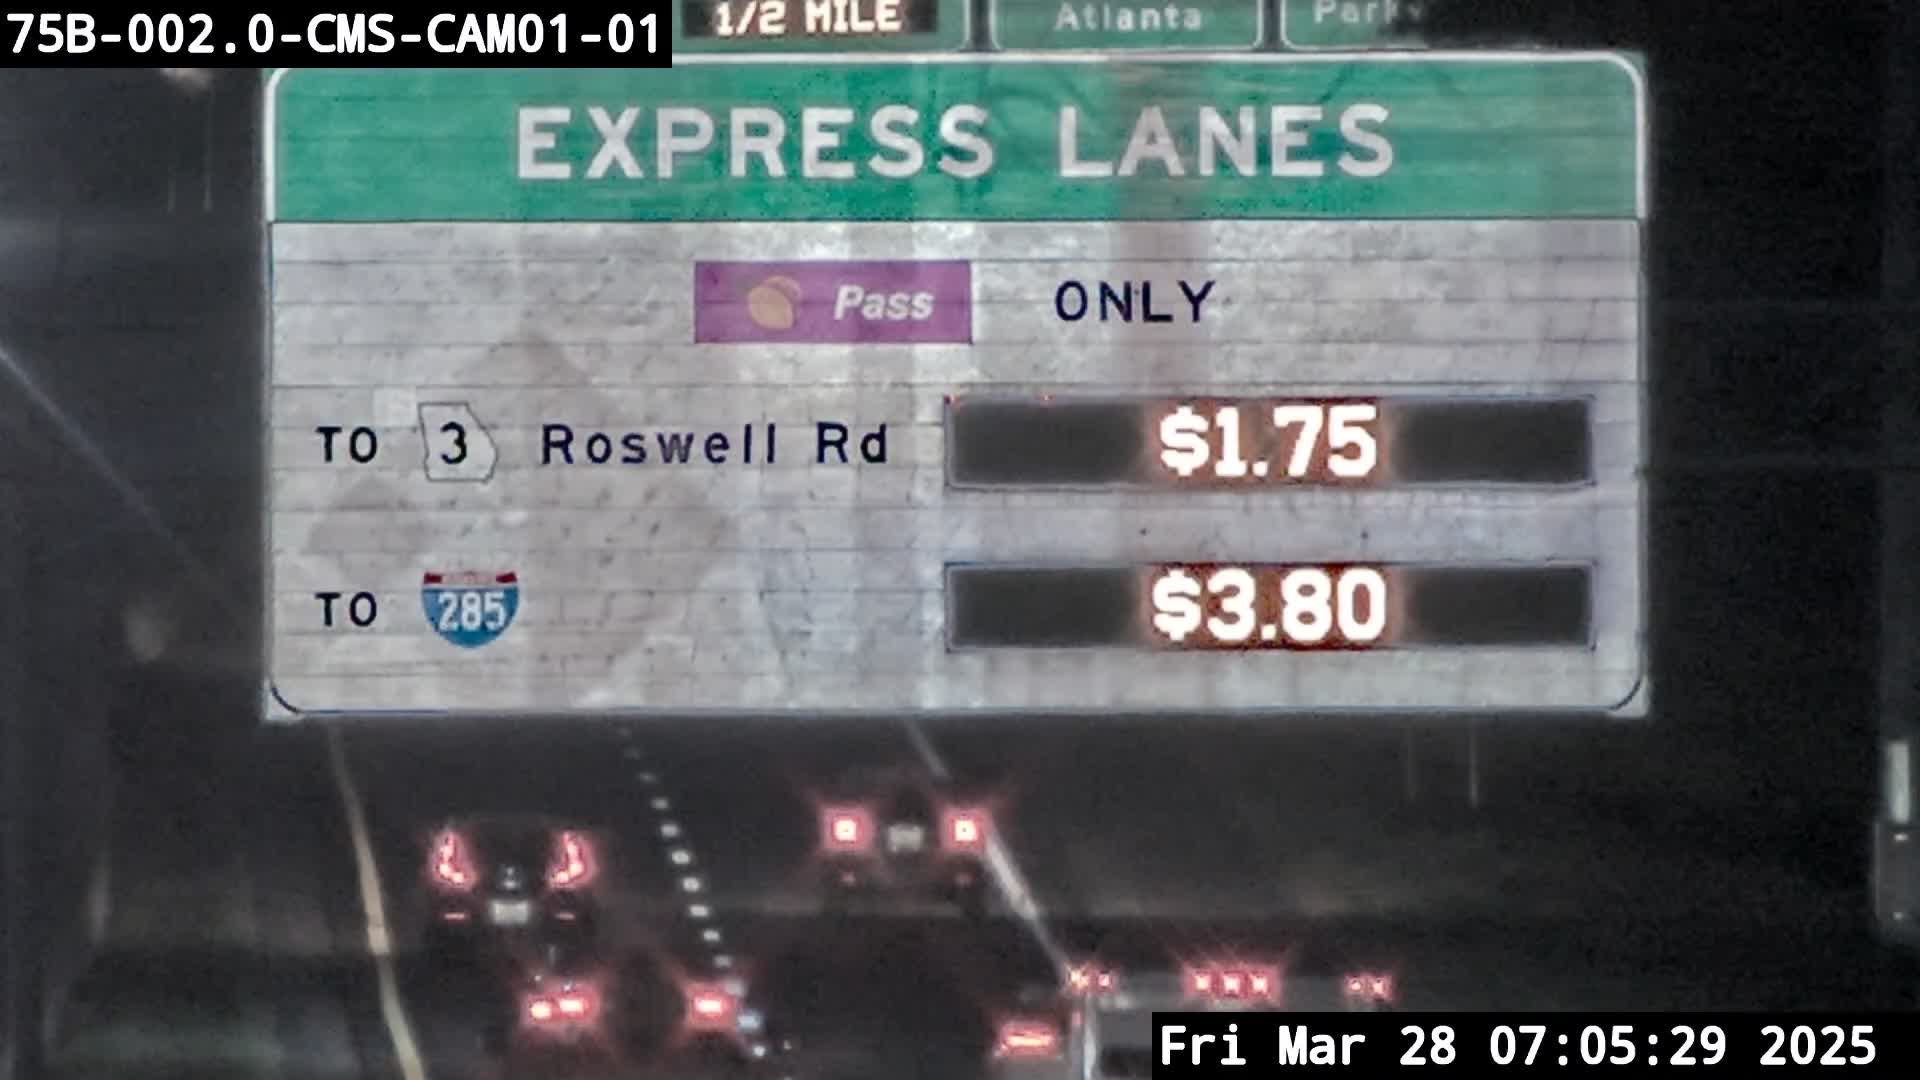 75B-002.0-CMS-CAM01-01
1/2 MILE
Atlanta
EXPRESS LANES
Pass ONLY
TO 3 Roswell Rd $1.75
TO 285 $3.80
Fri Mar 28 07:05:29 2025